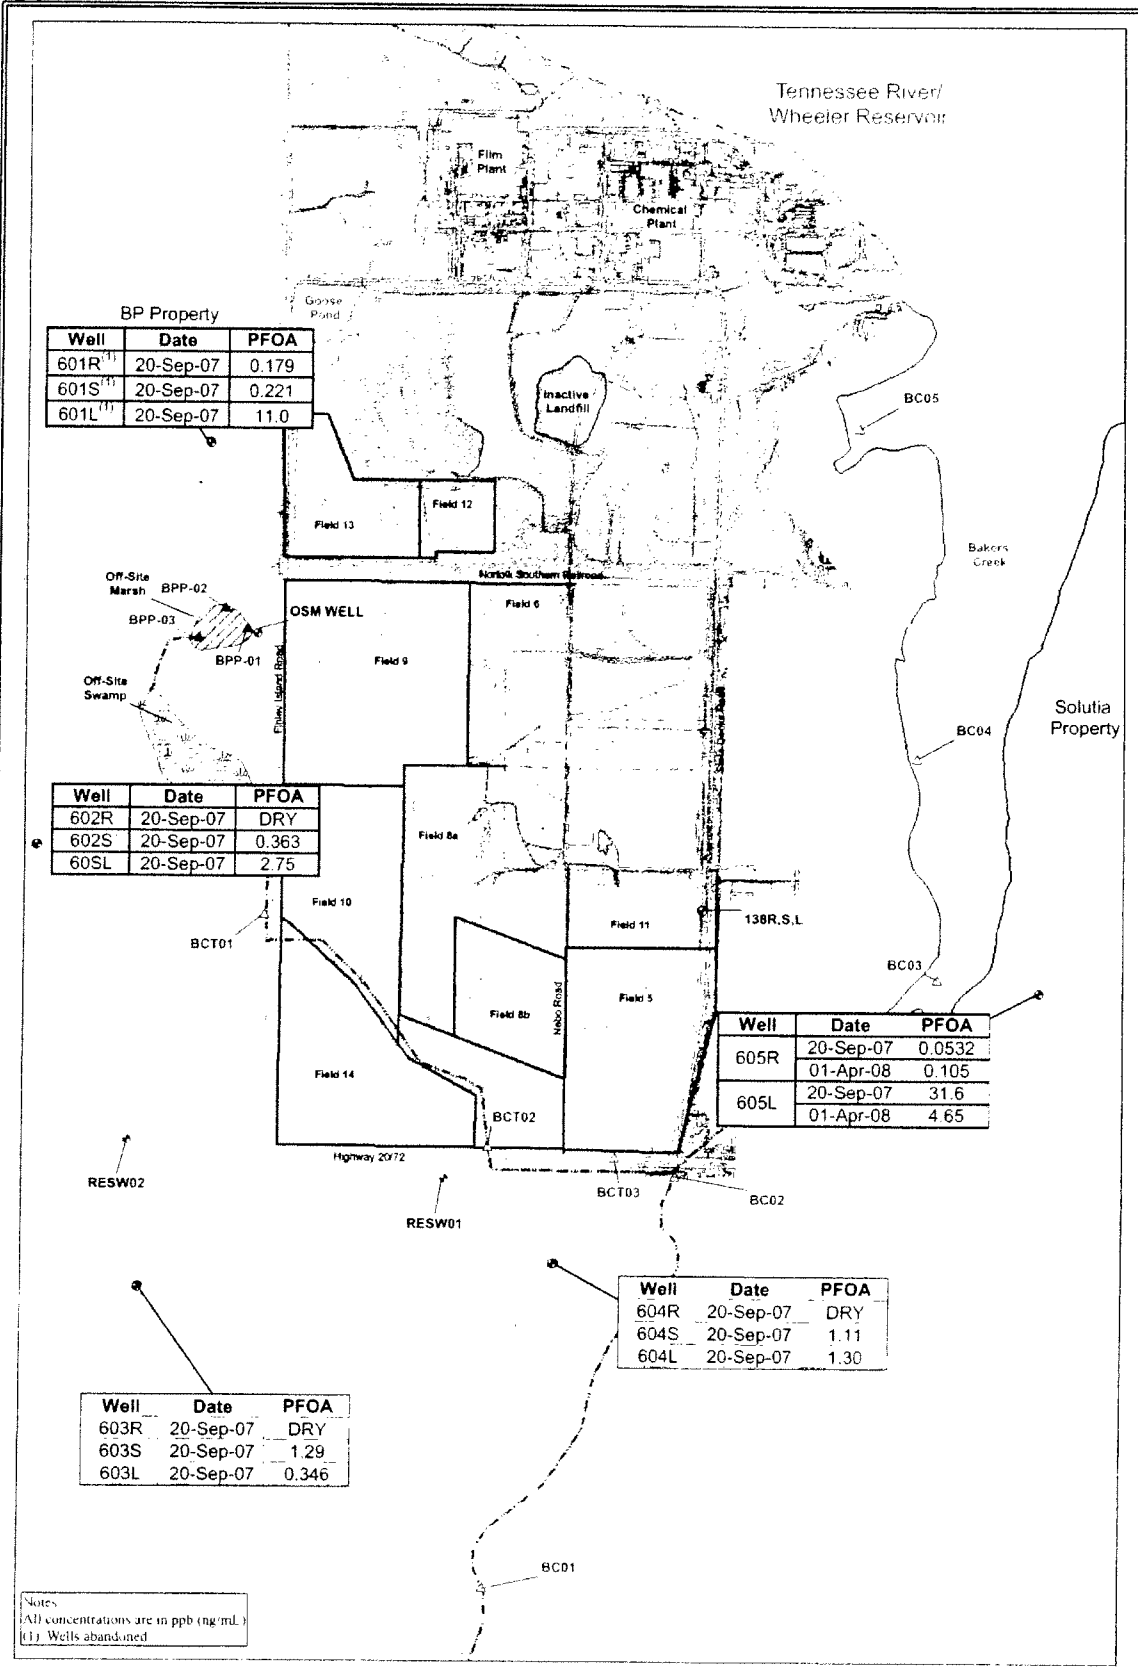 Tennessee River/
Wheeler Reservoir
Film
Plant
Chemical
Plant
Goose
Pond
BP Property
Well Date PFOA
601R(1) 20-Sep-07 0.179
601S(1) 20-Sep-07 0.221
601L(1) 20-Sep-07 11.0
Inactive
Landfill
BC05
Field 13
Field 12
Bakers
Creek
Norfolk Southern Railroad
Off-Site
Marsh
BPP-02
BPP-03
BPP-01
OSM WELL
Field 6
Field 9
Finley Island Road
Off-Site
Swamp
Solutia
Property
BC04
Well Date PFOA
602R 20-Sep-07 DRY
602S 20-Sep-07 0.363
60SL 20-Sep-07 2.75
Field 8a
Field 10
Field 11
138R,S,L
BCT01
BC03
Field 5
Field 8b
Nebo Road
Well Date PFOA
605R 20-Sep-07 0.0532
01-Apr-08 0.105
605L 20-Sep-07 31.6
01-Apr-08 4.65
Field 14
BCT02
Highway 20/72
RESW02
RESW01
BCT03
BC02
Well Date PFOA
604R 20-Sep-07 DRY
604S 20-Sep-07 1.11
604L 20-Sep-07 1.30
Well Date PFOA
603R 20-Sep-07 DRY
603S 20-Sep-07 1.29
603L 20-Sep-07 0.346
BC01
Notes
All concentrations are in ppb (ng/mL)
(1) Wells abandoned